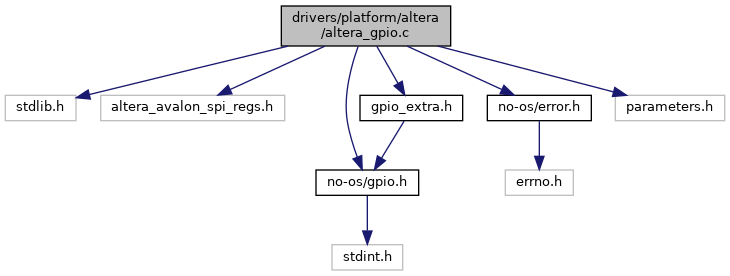 drivers/platform/altera
/altera_gpio.c
stdlib.h
altera_avalon_spi_regs.h
gpio_extra.h
no-os/error.h
parameters.h
no-os/gpio.h
errno.h
stdint.h